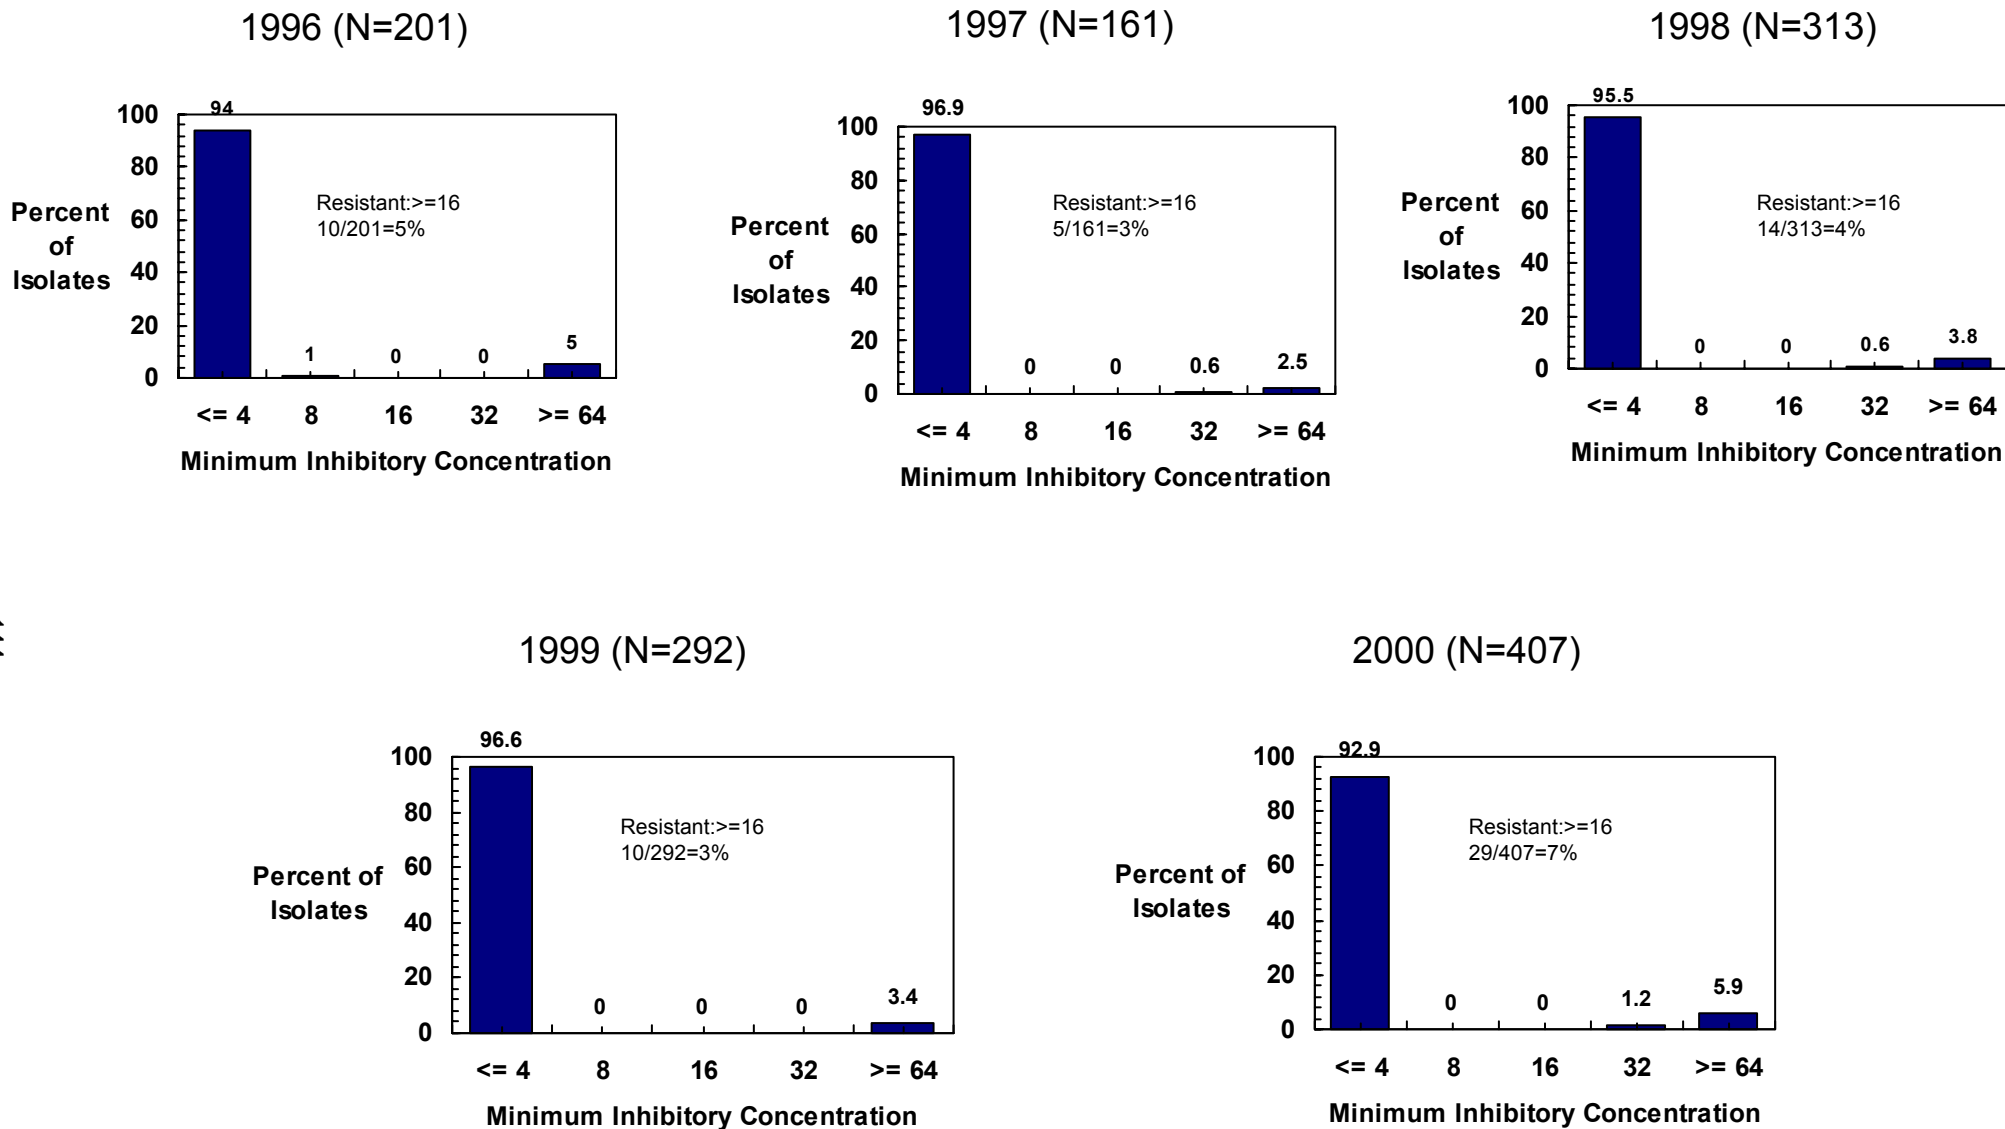 1996 (N=201)
100
80
60
40
20
0
Percent
of
Isolates
94
1
0
0
5
Resistant:>=16
10/201=5%
<= 4 8 16 32 >= 64
Minimum Inhibitory Concentration
1997 (N=161)
100
80
60
40
20
0
Percent
of
Isolates
96.9
0
0
0.6
2.5
Resistant:>=16
5/161=3%
<= 4 8 16 32 >= 64
Minimum Inhibitory Concentration
1998 (N=313)
100
80
60
40
20
0
Percent
of
Isolates
95.5
0
0
0.6
3.8
Resistant:>=16
14/313=4%
<= 4 8 16 32 >= 64
Minimum Inhibitory Concentration
1999 (N=292)
100
80
60
40
20
0
Percent of
Isolates
96.6
0
0
0
3.4
Resistant:>=16
10/292=3%
<= 4 8 16 32 >= 64
Minimum Inhibitory Concentration
2000 (N=407)
100
80
60
40
20
0
Percent of
Isolates
92.9
0
0
1.2
5.9
Resistant:>=16
29/407=7%
<= 4 8 16 32 >= 64
Minimum Inhibitory Concentration